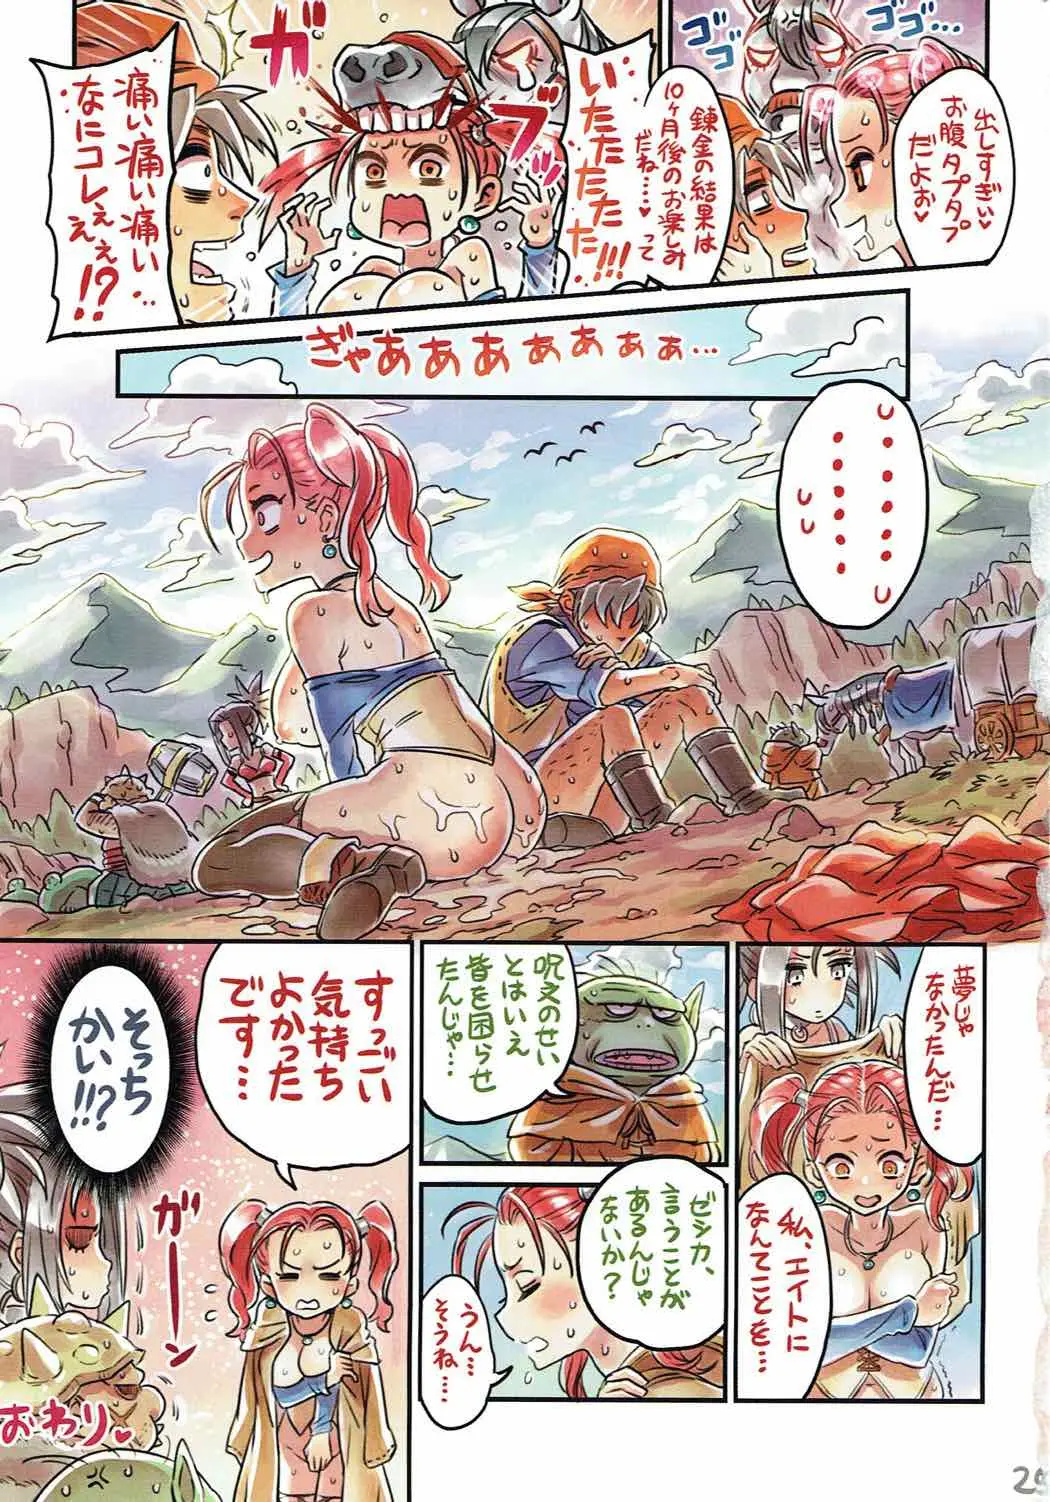 出しすぎぃ♥
お腹タプタプ
だよぉ♥
ゴゴ
ゴゴ
錬金の結果は
10ヶ月後のお楽しみ
だね……♥って
いたたたたた!!!
ガ
ブッ
痛い痛い痛い
なにコレぇぇぇぇ!?
ぎゃあああぁぁぁぁ…
夢じゃ
なかったんだ…
私、エイトに
なんてことを…
呪文のせい
とはいえ
皆を困らせ
たんじゃ…
ゼシカ、
言うことが
あるんじゃ
ないか?
うん…
そうね…
すっごい
気持ち
よかった
です…
そっち
かい!!?
ガーン
おわり♥